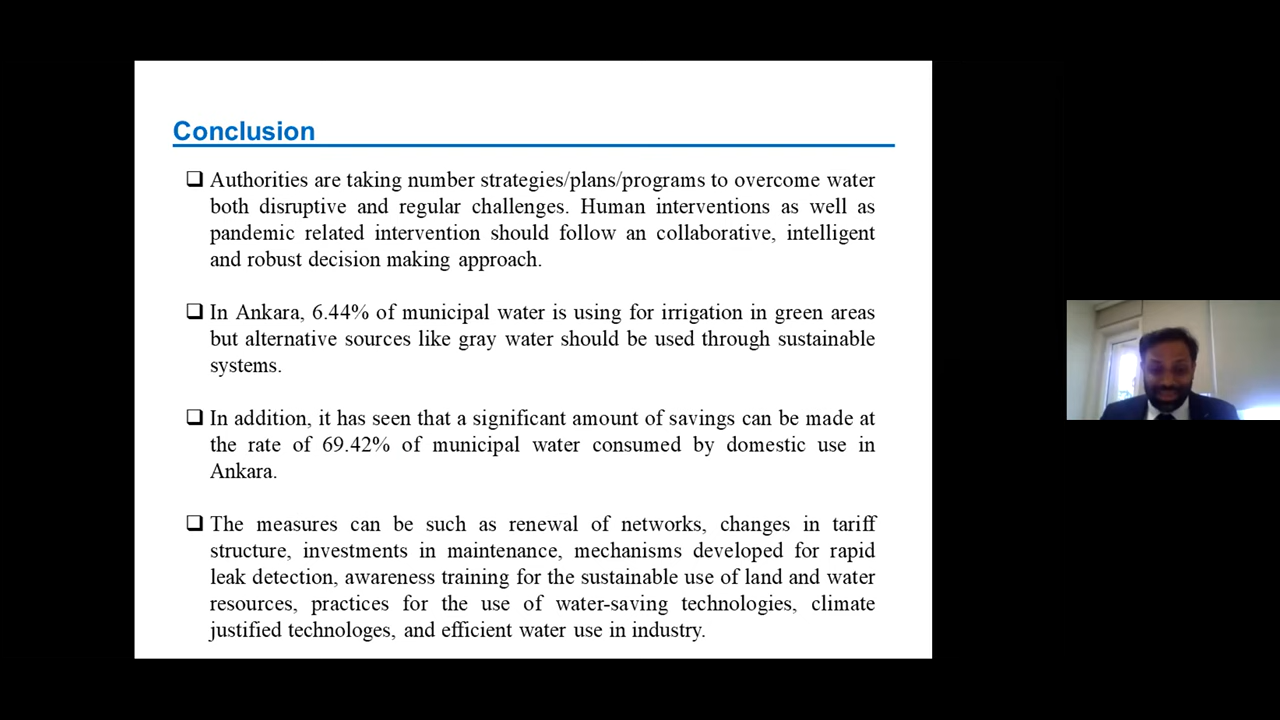 Conclusion
❑ Authorities are taking number strategies/plans/programs to overcome water
both disruptive and regular challenges. Human interventions as well as
pandemic related intervention should follow an collaborative, intelligent
and robust decision making approach.
❑ In Ankara, 6.44% of municipal water is using for irrigation in green areas
but alternative sources like gray water should be used through sustainable
systems.
❑ In addition, it has seen that a significant amount of savings can be made at
the rate of 69.42% of municipal water consumed by domestic use in
Ankara.
❑ The measures can be such as renewal of networks, changes in tariff
structure, investments in maintenance, mechanisms developed for rapid
leak detection, awareness training for the sustainable use of land and water
resources, practices for the use of water-saving technologies, climate
justified technologes, and efficient water use in industry.